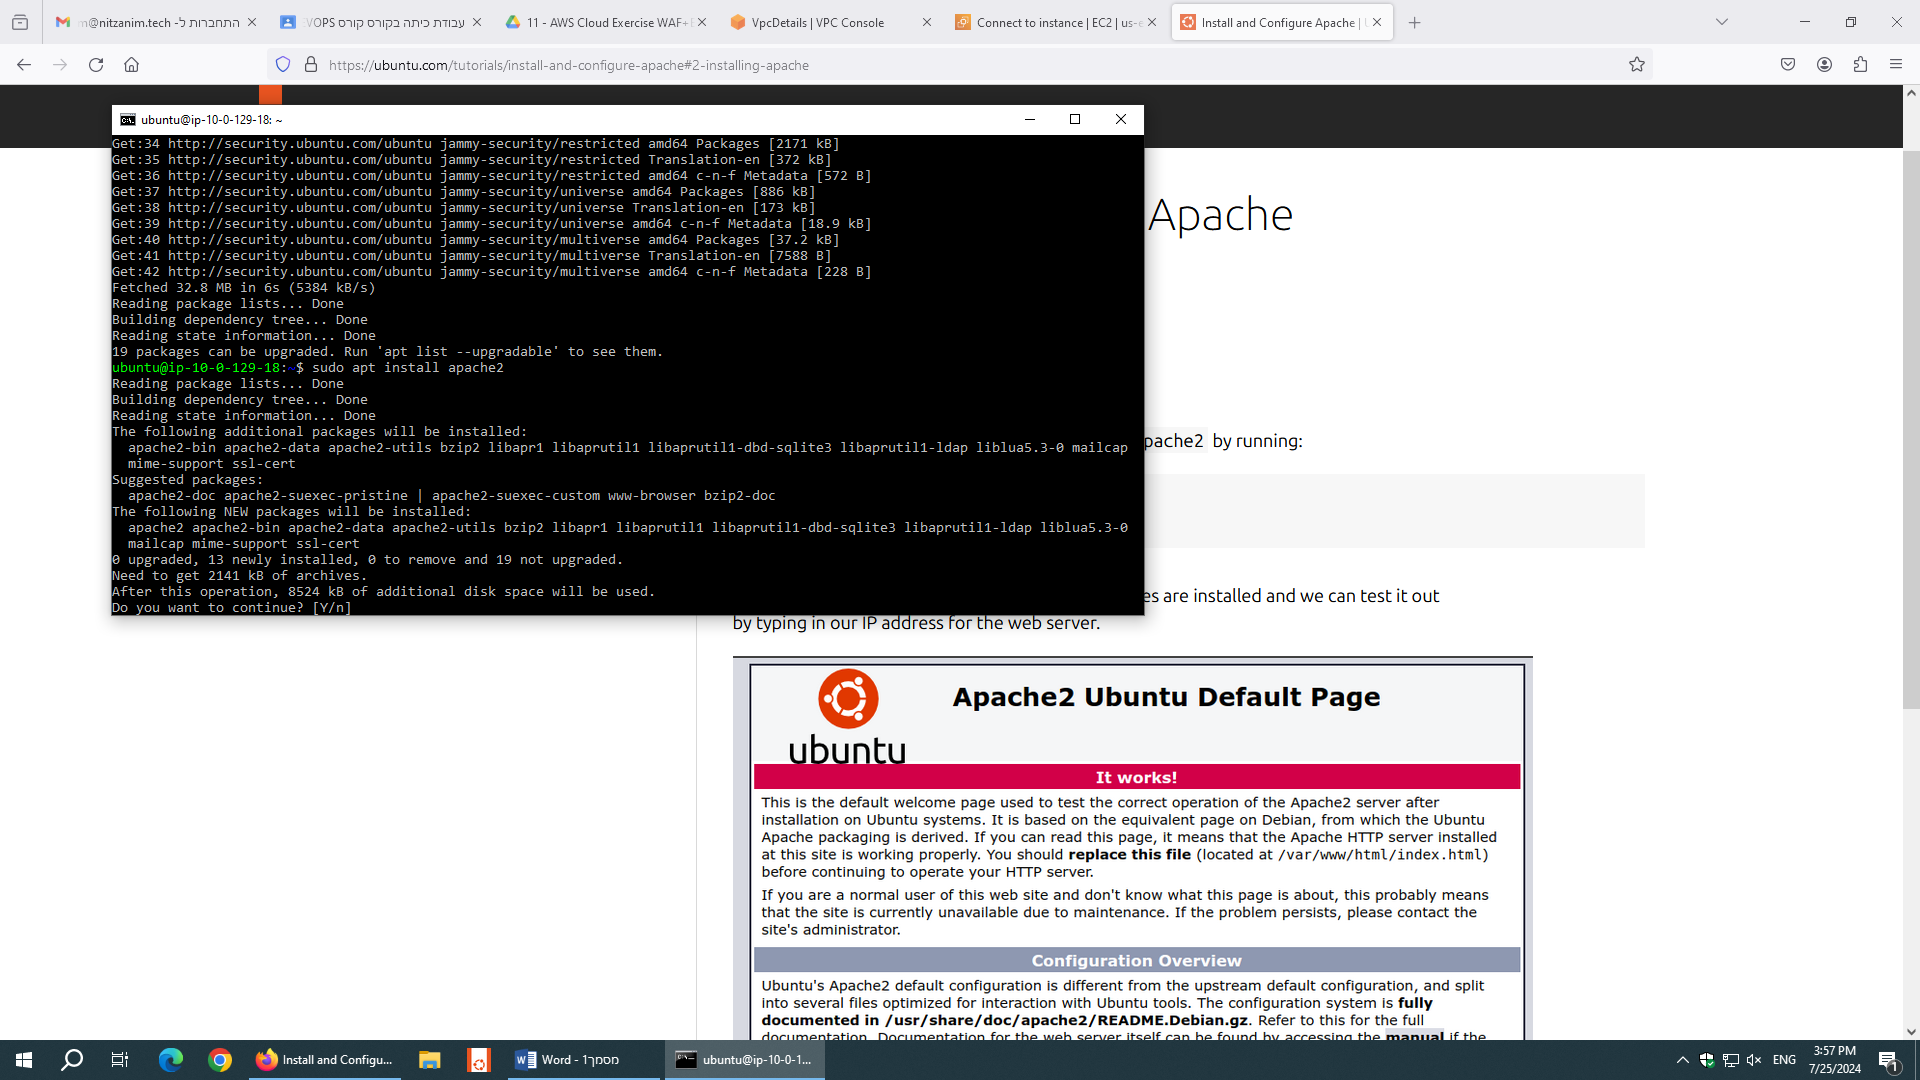 התחברות ל- m@nitzanim.tech
עבודת כיתה בקורס קורס VOPS
11 - AWS Cloud Exercise WAF+
VpcDetails | VPC Console
Connect to instance | EC2 | us-
Install and Configure Apache |
https://ubuntu.com/tutorials/install-and-configure-apache#2-installing-apache
ubuntu@ip-10-0-129-18: ~
Get:34 http://security.ubuntu.com/ubuntu jammy-security/restricted amd64 Packages [2171 kB]
Get:35 http://security.ubuntu.com/ubuntu jammy-security/restricted Translation-en [372 kB]
Get:36 http://security.ubuntu.com/ubuntu jammy-security/restricted amd64 c-n-f Metadata [572 B]
Get:37 http://security.ubuntu.com/ubuntu jammy-security/universe amd64 Packages [886 kB]
Get:38 http://security.ubuntu.com/ubuntu jammy-security/universe Translation-en [173 kB]
Get:39 http://security.ubuntu.com/ubuntu jammy-security/universe amd64 c-n-f Metadata [18.9 kB]
Get:40 http://security.ubuntu.com/ubuntu jammy-security/multiverse amd64 Packages [37.2 kB]
Get:41 http://security.ubuntu.com/ubuntu jammy-security/multiverse Translation-en [7588 B]
Get:42 http://security.ubuntu.com/ubuntu jammy-security/multiverse amd64 c-n-f Metadata [228 B]
Fetched 32.8 MB in 6s (5384 kB/s)
Reading package lists... Done
Building dependency tree... Done
Reading state information... Done
19 packages can be upgraded. Run 'apt list --upgradable' to see them.
ubuntu@ip-10-0-129-18:~$ sudo apt install apache2
Reading package lists... Done
Building dependency tree... Done
Reading state information... Done
The following additional packages will be installed:
apache2-bin apache2-data apache2-utils bzip2 libapr1 libaprutil1 libaprutil1-dbd-sqlite3 libaprutil1-ldap liblua5.3-0 mailcap
mime-support ssl-cert
Suggested packages:
apache2-doc apache2-suexec-pristine | apache2-suexec-custom www-browser bzip2-doc
The following NEW packages will be installed:
apache2 apache2-bin apache2-data apache2-utils bzip2 libapr1 libaprutil1 libaprutil1-dbd-sqlite3 libaprutil1-ldap liblua5.3-0
mailcap mime-support ssl-cert
0 upgraded, 13 newly installed, 0 to remove and 19 not upgraded.
Need to get 2141 kB of archives.
After this operation, 8524 kB of additional disk space will be used.
Do you want to continue? [Y/n]
Apache
pache2 by running:
es are installed and we can test it out
by typing in our IP address for the web server.
ubuntu
Apache2 Ubuntu Default Page
It works!
This is the default welcome page used to test the correct operation of the Apache2 server after
installation on Ubuntu systems. It is based on the equivalent page on Debian, from which the Ubuntu
Apache packaging is derived. If you can read this page, it means that the Apache HTTP server installed
at this site is working properly. You should replace this file (located at /var/www/html/index.html)
before continuing to operate your HTTP server.
If you are a normal user of this web site and don't know what this page is about, this probably means
that the site is currently unavailable due to maintenance. If the problem persists, please contact the
site's administrator.
Configuration Overview
Ubuntu's Apache2 default configuration is different from the upstream default configuration, and split
into several files optimized for interaction with Ubuntu tools. The configuration system is fully
documented in /usr/share/doc/apache2/README.Debian.gz. Refer to this for the full
documentation. Documentation for the web server itself can be found by accessing the manual if the
Install and Configu...
Word - מסמך1
ubuntu@ip-10-0-1...
ENG
3:57 PM
7/25/2024
1